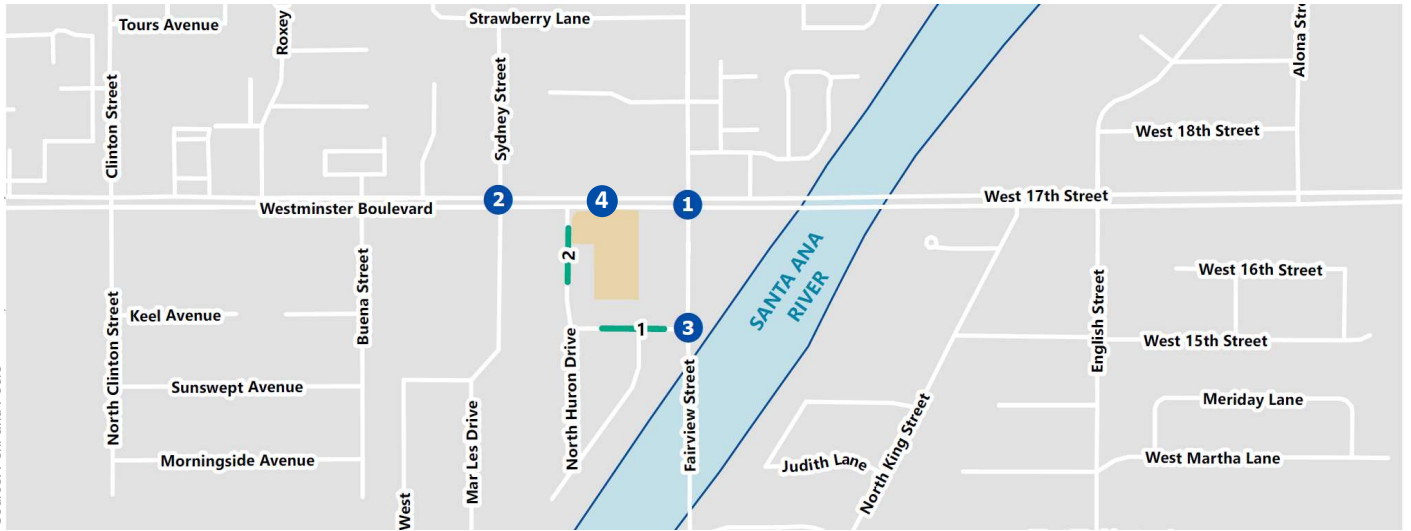 Tours Avenue
Roxey
Strawberry Lane
Clinton Street
Sydney Street
West 18th Street
2
4
1
West 17th Street
Westminster Boulevard
2
SANTA ANA
RIVER
West 16th Street
Buena Street
North Clinton Street
Keel Avenue
1
3
English Street
West 15th Street
North Huron Drive
Fairview Street
Sunswept Avenue
Mar Les Drive
North King Street
Meriday Lane
Morningside Avenue
Judith Lane
West Martha Lane
West